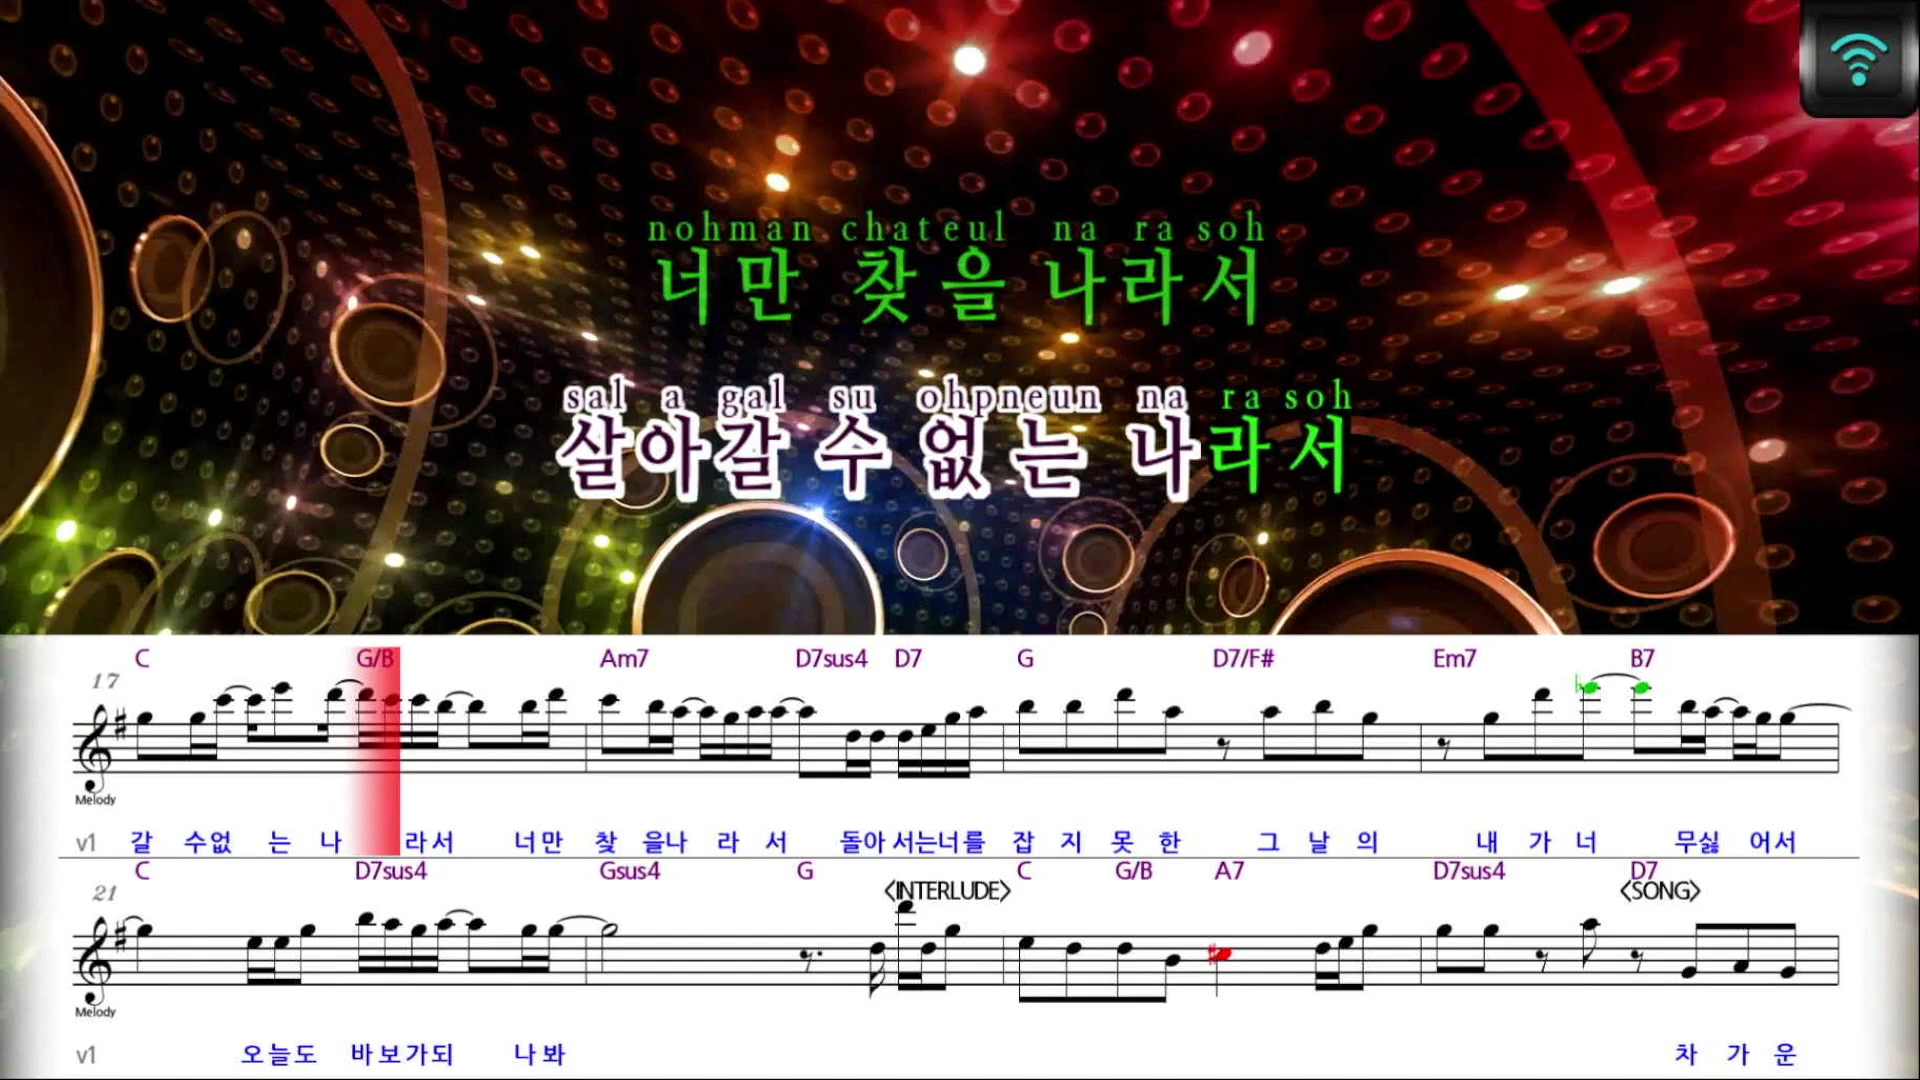 nohman chateul na ra soh
너만 찾을 나라서
sal a gal su ohpneun na ra soh
살아갈 수 없는 나라서
C G/B Am7 D7sus4 D7 G D7/F# Em7 B7
17
Melody
v1 갈 수없 는 나 라서 너만 찾 을나 라 서 돌아 서는너를 잡 지 못 한 그 날 의 내 가 너 무싫 어서
C D7sus4 Gsus4 G C G/B A7 D7sus4 D7
21 <INTERLUDE> <SONG>
Melody
v1 오늘도 바보가되 나봐 차 가 운